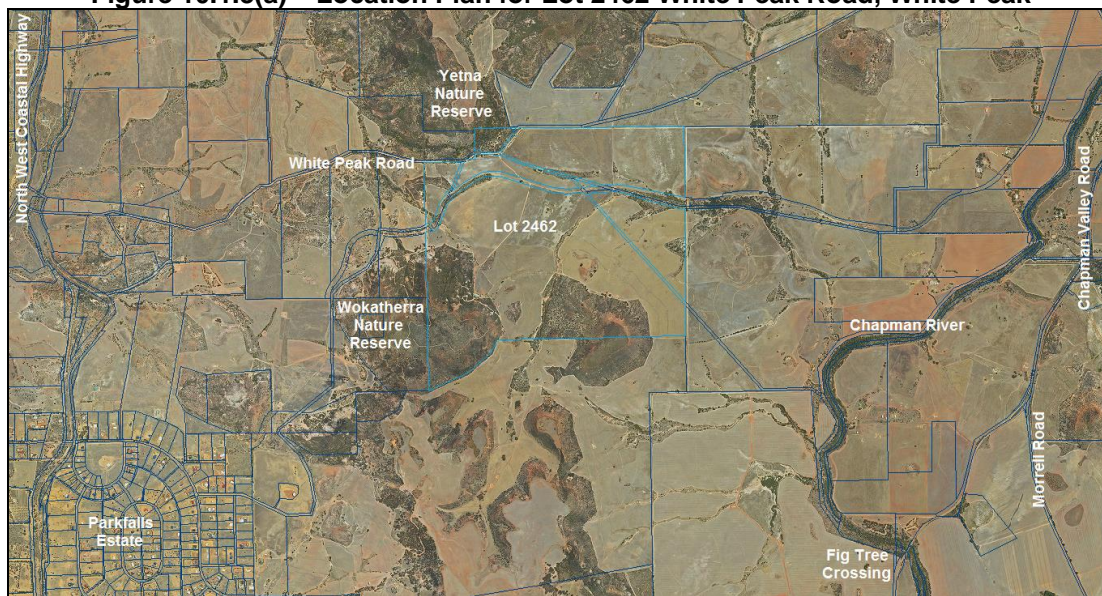 Location Plan for Lot 2462 White Peak Road, White Peak
North West Coastal Highway
Yetna
Nature
Reserve
White Peak Road
Lot 2462
Chapman Valley Road
Wokatherra
Nature
Reserve
Chapman River
Morrell Road
Parkfalls
Estate
Fig Tree
Crossing